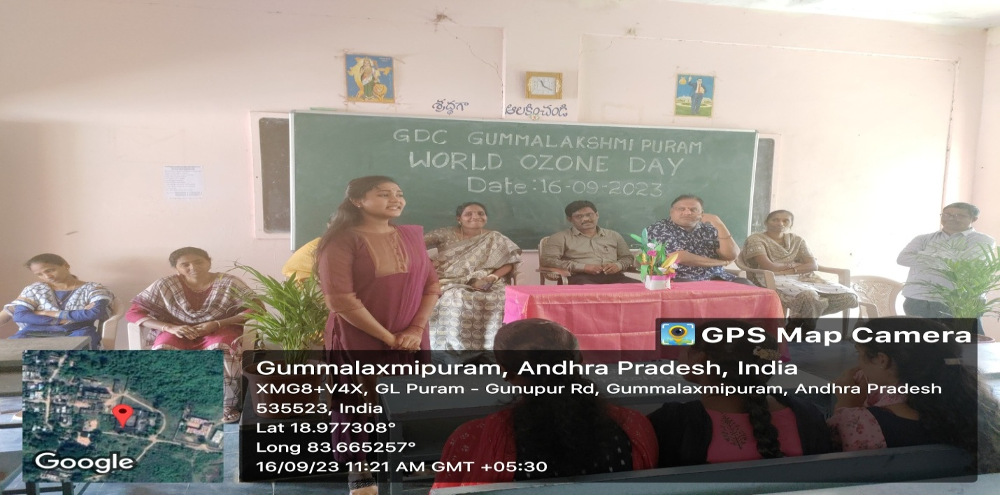 శ్రద్ధగా ఆలకించండి
GDC GUMMALAKSHMI PURAM
WORLD OZONE DAY
Date:16-09-2023
GPS Map Camera
Gummalaxmipuram, Andhra Pradesh, India
XMG8+V4X, GL Puram - Gunupur Rd, Gummalaxmipuram, Andhra Pradesh
535523, India
Lat 18.977308°
Long 83.665257°
16/09/23 11:21 AM GMT +05:30
Google